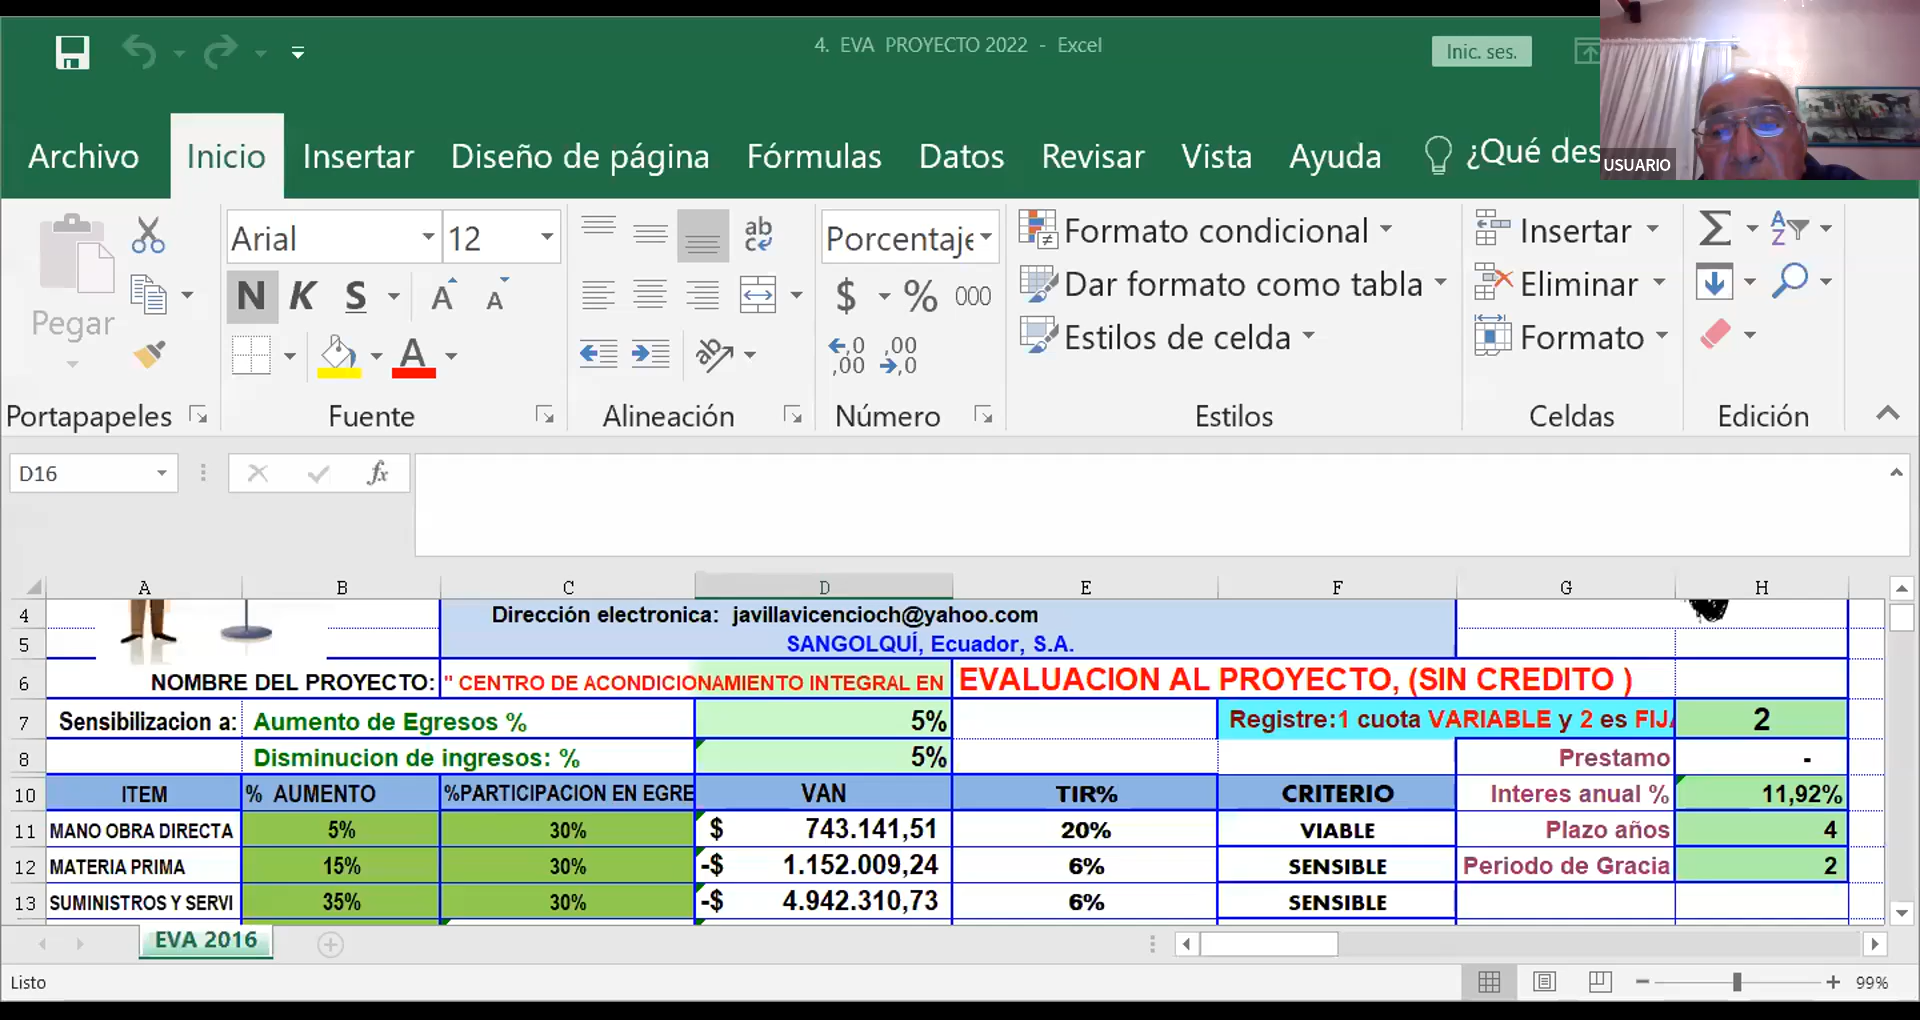 4. EVA PROYECTO 2022 - Excel
Inic. ses.
USUARIO
Archivo Inicio Insertar Diseño de página Fórmulas Datos Revisar Vista Ayuda ¿Qué des
Pegar
Arial 12
ab
Porcentaje
N K S A A
$ % 000
Formato condicional
Dar formato como tabla
Estilos de celda
Insertar
Eliminar
Formato
Portapapeles Fuente Alineación Número Estilos Celdas Edición
D16 fx
A B C D E F G H
4 Dirección electronica: javillavicencioch@yahoo.com
5 SANGOLQUÍ, Ecuador, S.A.
6 NOMBRE DEL PROYECTO: " CENTRO DE ACONDICIONAMIENTO INTEGRAL EN EVALUACION AL PROYECTO, (SIN CREDITO )
7 Sensibilizacion a: Aumento de Egresos % 5% Registre:1 cuota VARIABLE y 2 es FIJA 2
8 Disminucion de ingresos: % 5% Prestamo -
10 ITEM % AUMENTO %PARTICIPACION EN EGRE VAN TIR% CRITERIO Interes anual % 11,92%
11 MANO OBRA DIRECTA 5% 30% $ 743.141,51 20% VIABLE Plazo años 4
12 MATERIA PRIMA 15% 30% -$ 1.152.009,24 6% SENSIBLE Periodo de Gracia 2
13 SUMINISTROS Y SERVI 35% 30% -$ 4.942.310,73 6% SENSIBLE
EVA 2016
Listo 99%